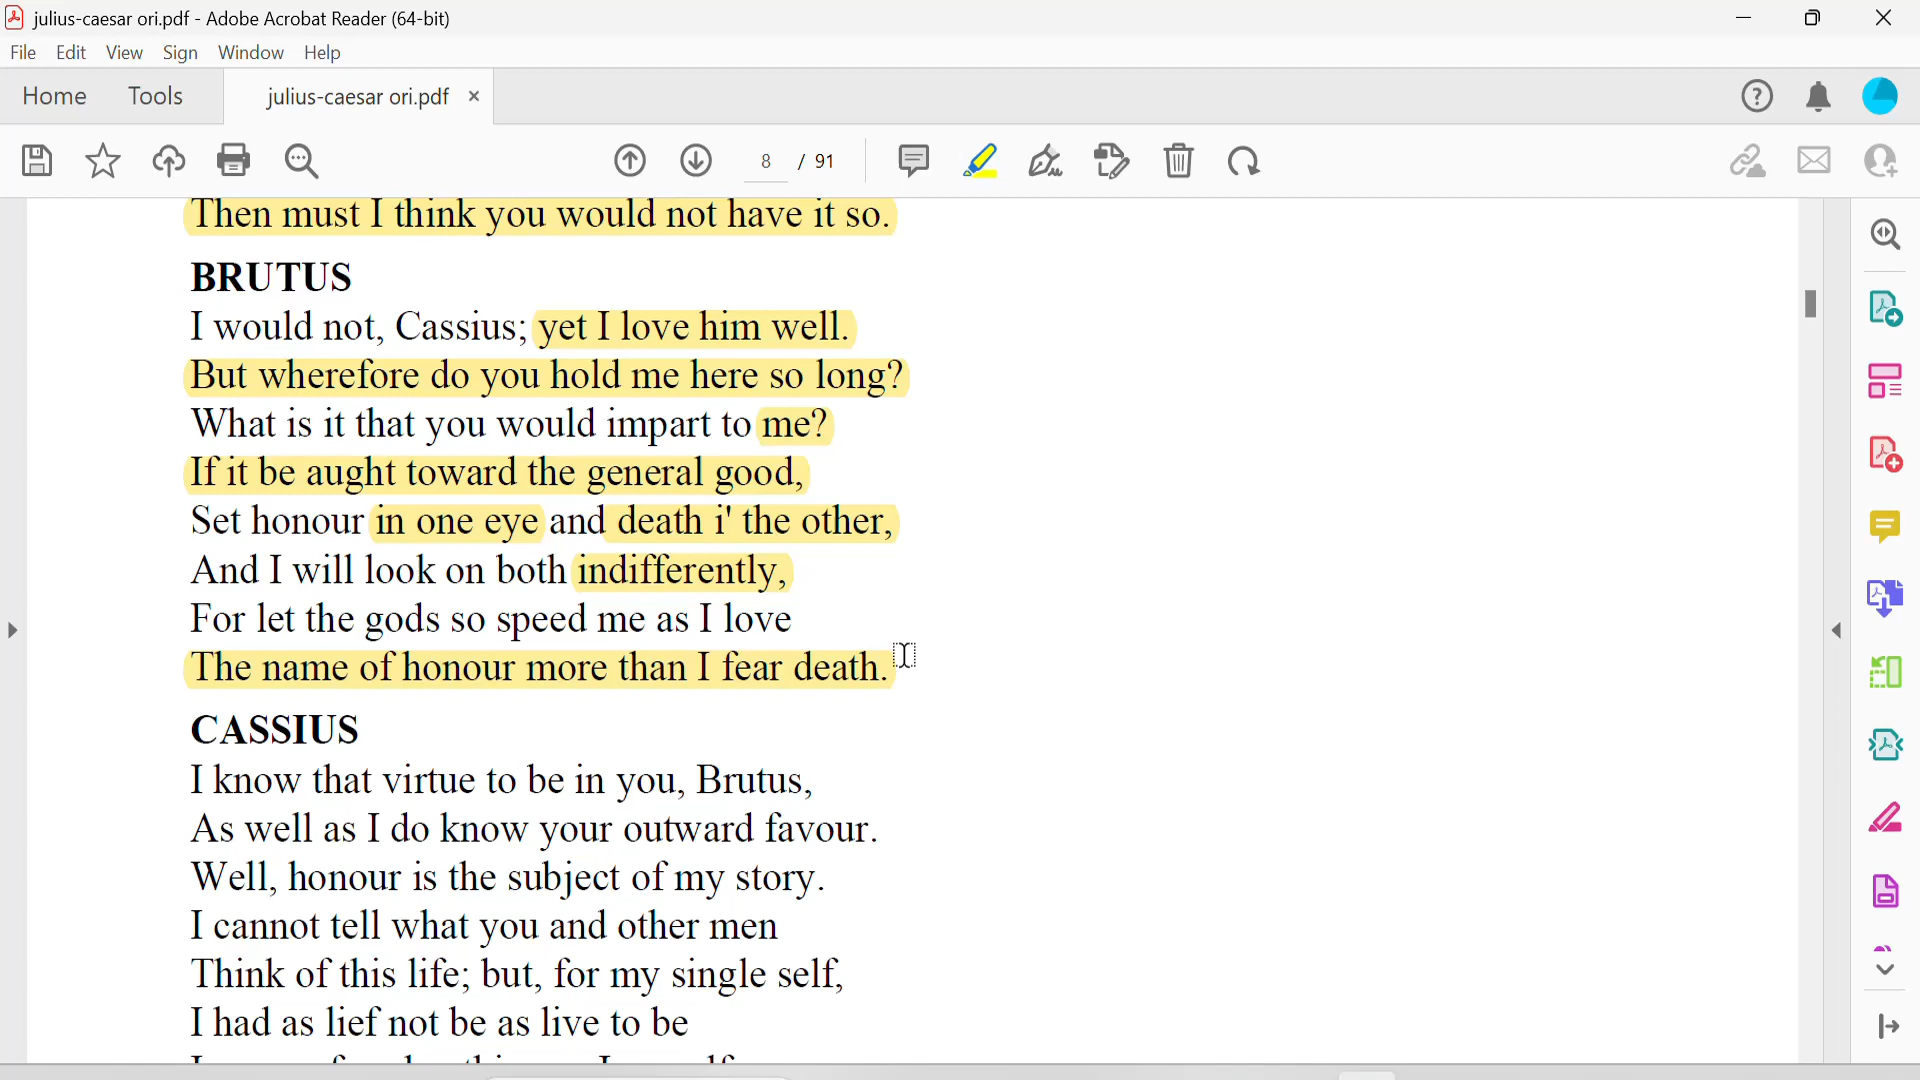 julius-caesar ori.pdf - Adobe Acrobat Reader (64-bit)
File Edit View Sign Window Help
Home Tools julius-caesar ori.pdf ×
8 / 91
Then must I think you would not have it so.
BRUTUS
I would not, Cassius; yet I love him well.
But wherefore do you hold me here so long?
What is it that you would impart to me?
If it be aught toward the general good,
Set honour in one eye and death i' the other,
And I will look on both indifferently,
For let the gods so speed me as I love
The name of honour more than I fear death.
CASSIUS
I know that virtue to be in you, Brutus,
As well as I do know your outward favour.
Well, honour is the subject of my story.
I cannot tell what you and other men
Think of this life; but, for my single self,
I had as lief not be as live to be